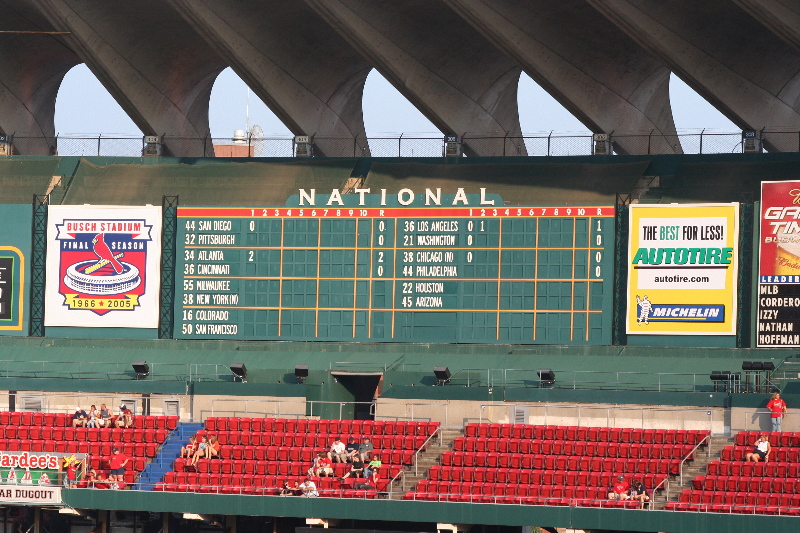 NATIONAL
1 2 3 4 5 6 7 8 9 10 R
1 2 3 4 5 6 7 8 9 10 R
44 SAN DIEGO 0 0
32 PITTSBURGH 0
34 ATLANTA 2 2
36 CINCINNATI 0
55 MILWAUKEE
38 NEW YORK (N)
16 COLORADO
50 SAN FRANCISCO
36 LOS ANGELES 0 1 1
21 WASHINGTON 0 0
38 CHICAGO (N) 0 0
44 PHILADELPHIA 0
22 HOUSTON
45 ARIZONA
BUSCH STADIUM
FINAL SEASON
1966 ★ 2005
THE BEST FOR LESS!
AUTOTIRE
autotire.com
MICHELIN
LEADERS
MLB
CORDERO
IZZY
NATHAN
HOFFMAN
ardee's
AR DUGOUT